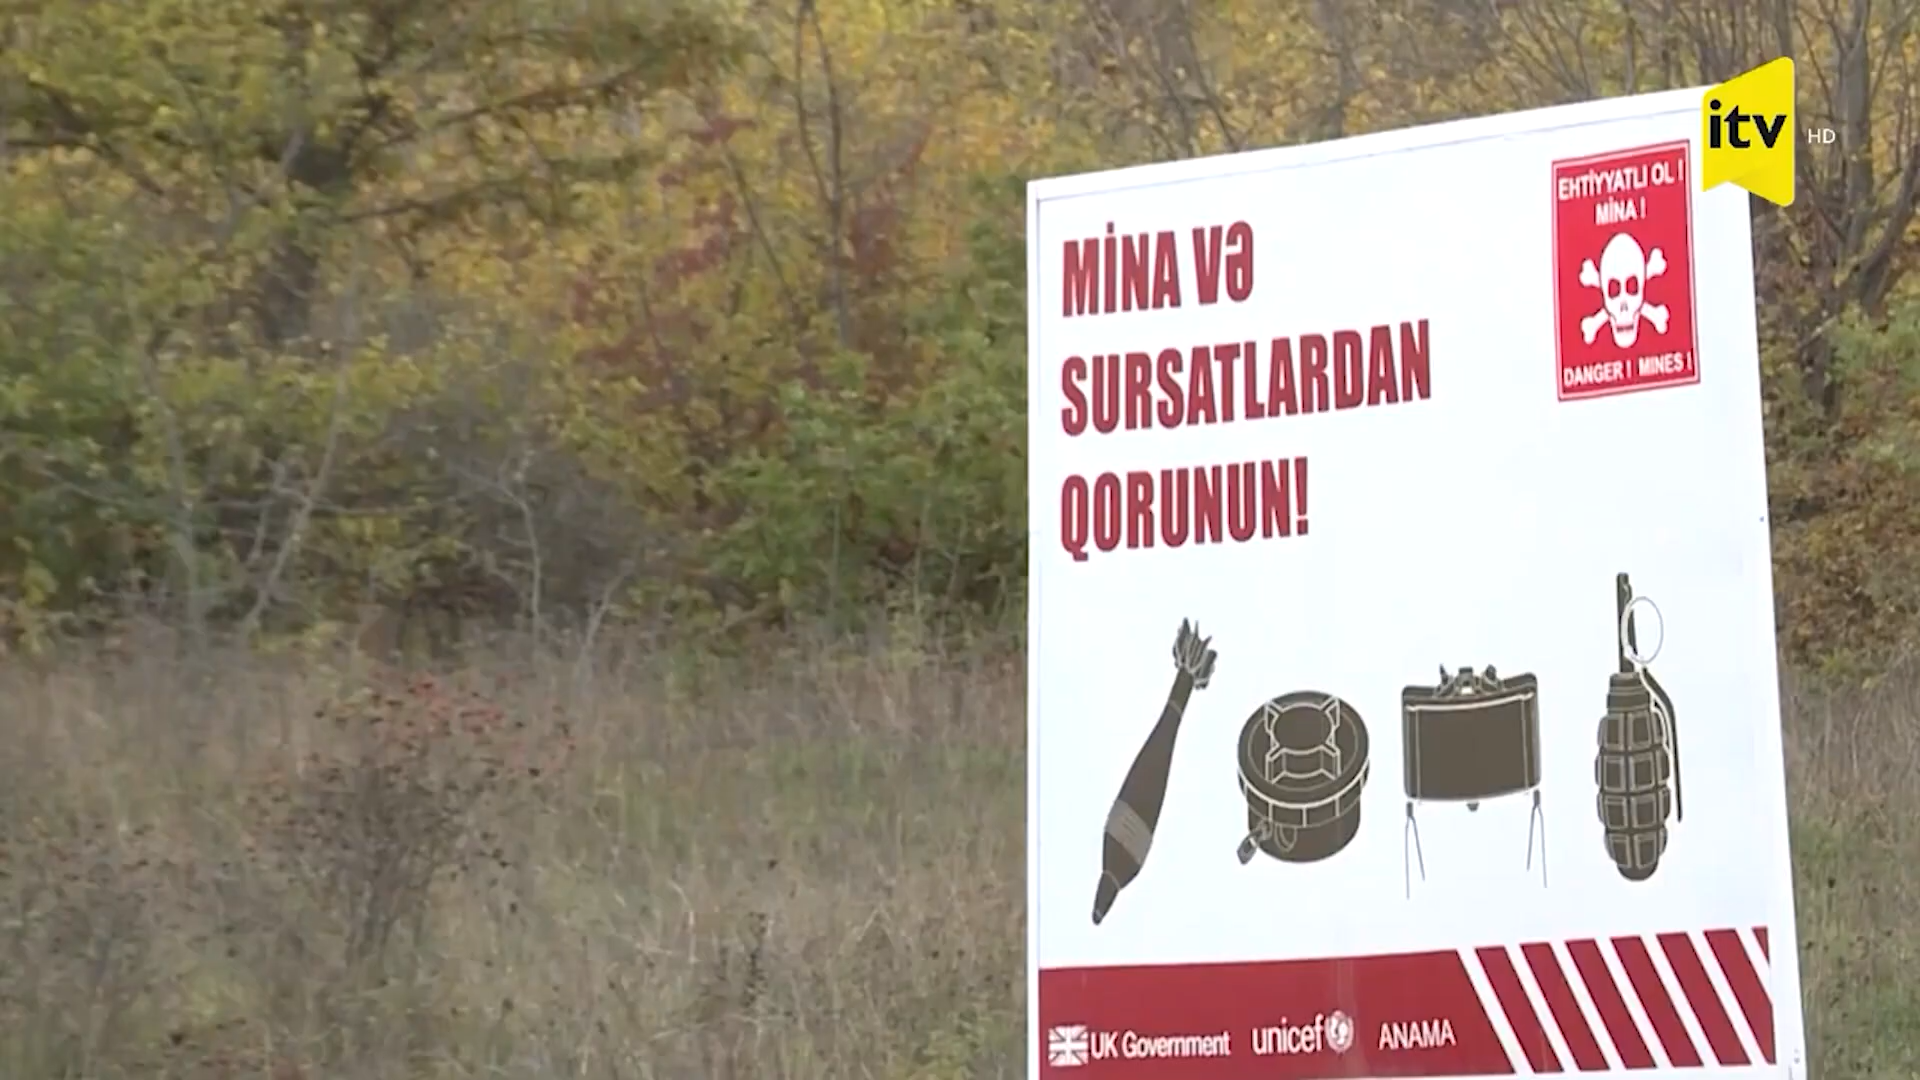 itv HD
EHTİYYATLI OL !
MİNA !
DANGER ! MINES !
MİNA VƏ
SURSATLARDAN
QORUNUN!
UK Government unicef ANAMA